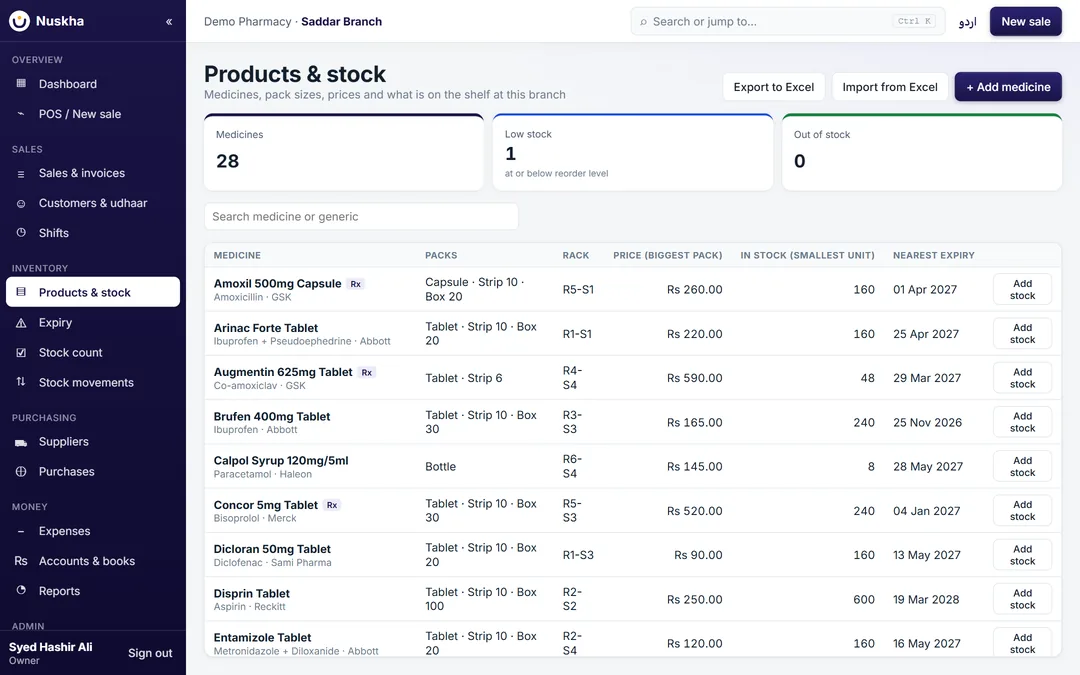 Nuskha «
OVERVIEW
Dashboard
POS / New sale
SALES
Sales & invoices
Customers & udhaar
Shifts
INVENTORY
Products & stock
Expiry
Stock count
Stock movements
PURCHASING
Suppliers
Purchases
MONEY
Expenses
Rs Accounts & books
Reports
ADMIN
Syed Hashir Ali
Owner
Sign out
Demo Pharmacy · Saddar Branch
Search or jump to... Ctrl K
اردو
New sale
Products & stock
Medicines, pack sizes, prices and what is on the shelf at this branch
Export to Excel
Import from Excel
+ Add medicine
Medicines
28
Low stock
1
at or below reorder level
Out of stock
0
Search medicine or generic
MEDICINE PACKS RACK PRICE (BIGGEST PACK) IN STOCK (SMALLEST UNIT) NEAREST EXPIRY
Amoxil 500mg Capsule Rx
Amoxicillin · GSK
Capsule · Strip 10 ·
Box 20
R5-S1
Rs 260.00
160
01 Apr 2027
Add
stock
Arinac Forte Tablet
Ibuprofen + Pseudoephedrine · Abbott
Tablet · Strip 10 · Box
20
R1-S1
Rs 220.00
160
25 Apr 2027
Add
stock
Augmentin 625mg Tablet Rx
Co-amoxiclav · GSK
Tablet · Strip 6
R4-
S4
Rs 590.00
48
29 Mar 2027
Add
stock
Brufen 400mg Tablet
Ibuprofen · Abbott
Tablet · Strip 10 · Box
30
R3-
S3
Rs 165.00
240
25 Nov 2026
Add
stock
Calpol Syrup 120mg/5ml
Paracetamol · Haleon
Bottle
R6-
S4
Rs 145.00
8
28 May 2027
Add
stock
Concor 5mg Tablet Rx
Bisoprolol · Merck
Tablet · Strip 10 · Box
30
R5-
S3
Rs 520.00
240
04 Jan 2027
Add
stock
Dicloran 50mg Tablet
Diclofenac · Sami Pharma
Tablet · Strip 10 · Box
20
R1-S3
Rs 90.00
160
13 May 2027
Add
stock
Disprin Tablet
Aspirin · Reckitt
Tablet · Strip 10 · Box
100
R2-
S2
Rs 250.00
600
19 Mar 2028
Add
stock
Entamizole Tablet
Metronidazole + Diloxanide · Abbott
Tablet · Strip 10 · Box
20
R2-
S4
Rs 120.00
160
16 May 2027
Add
stock